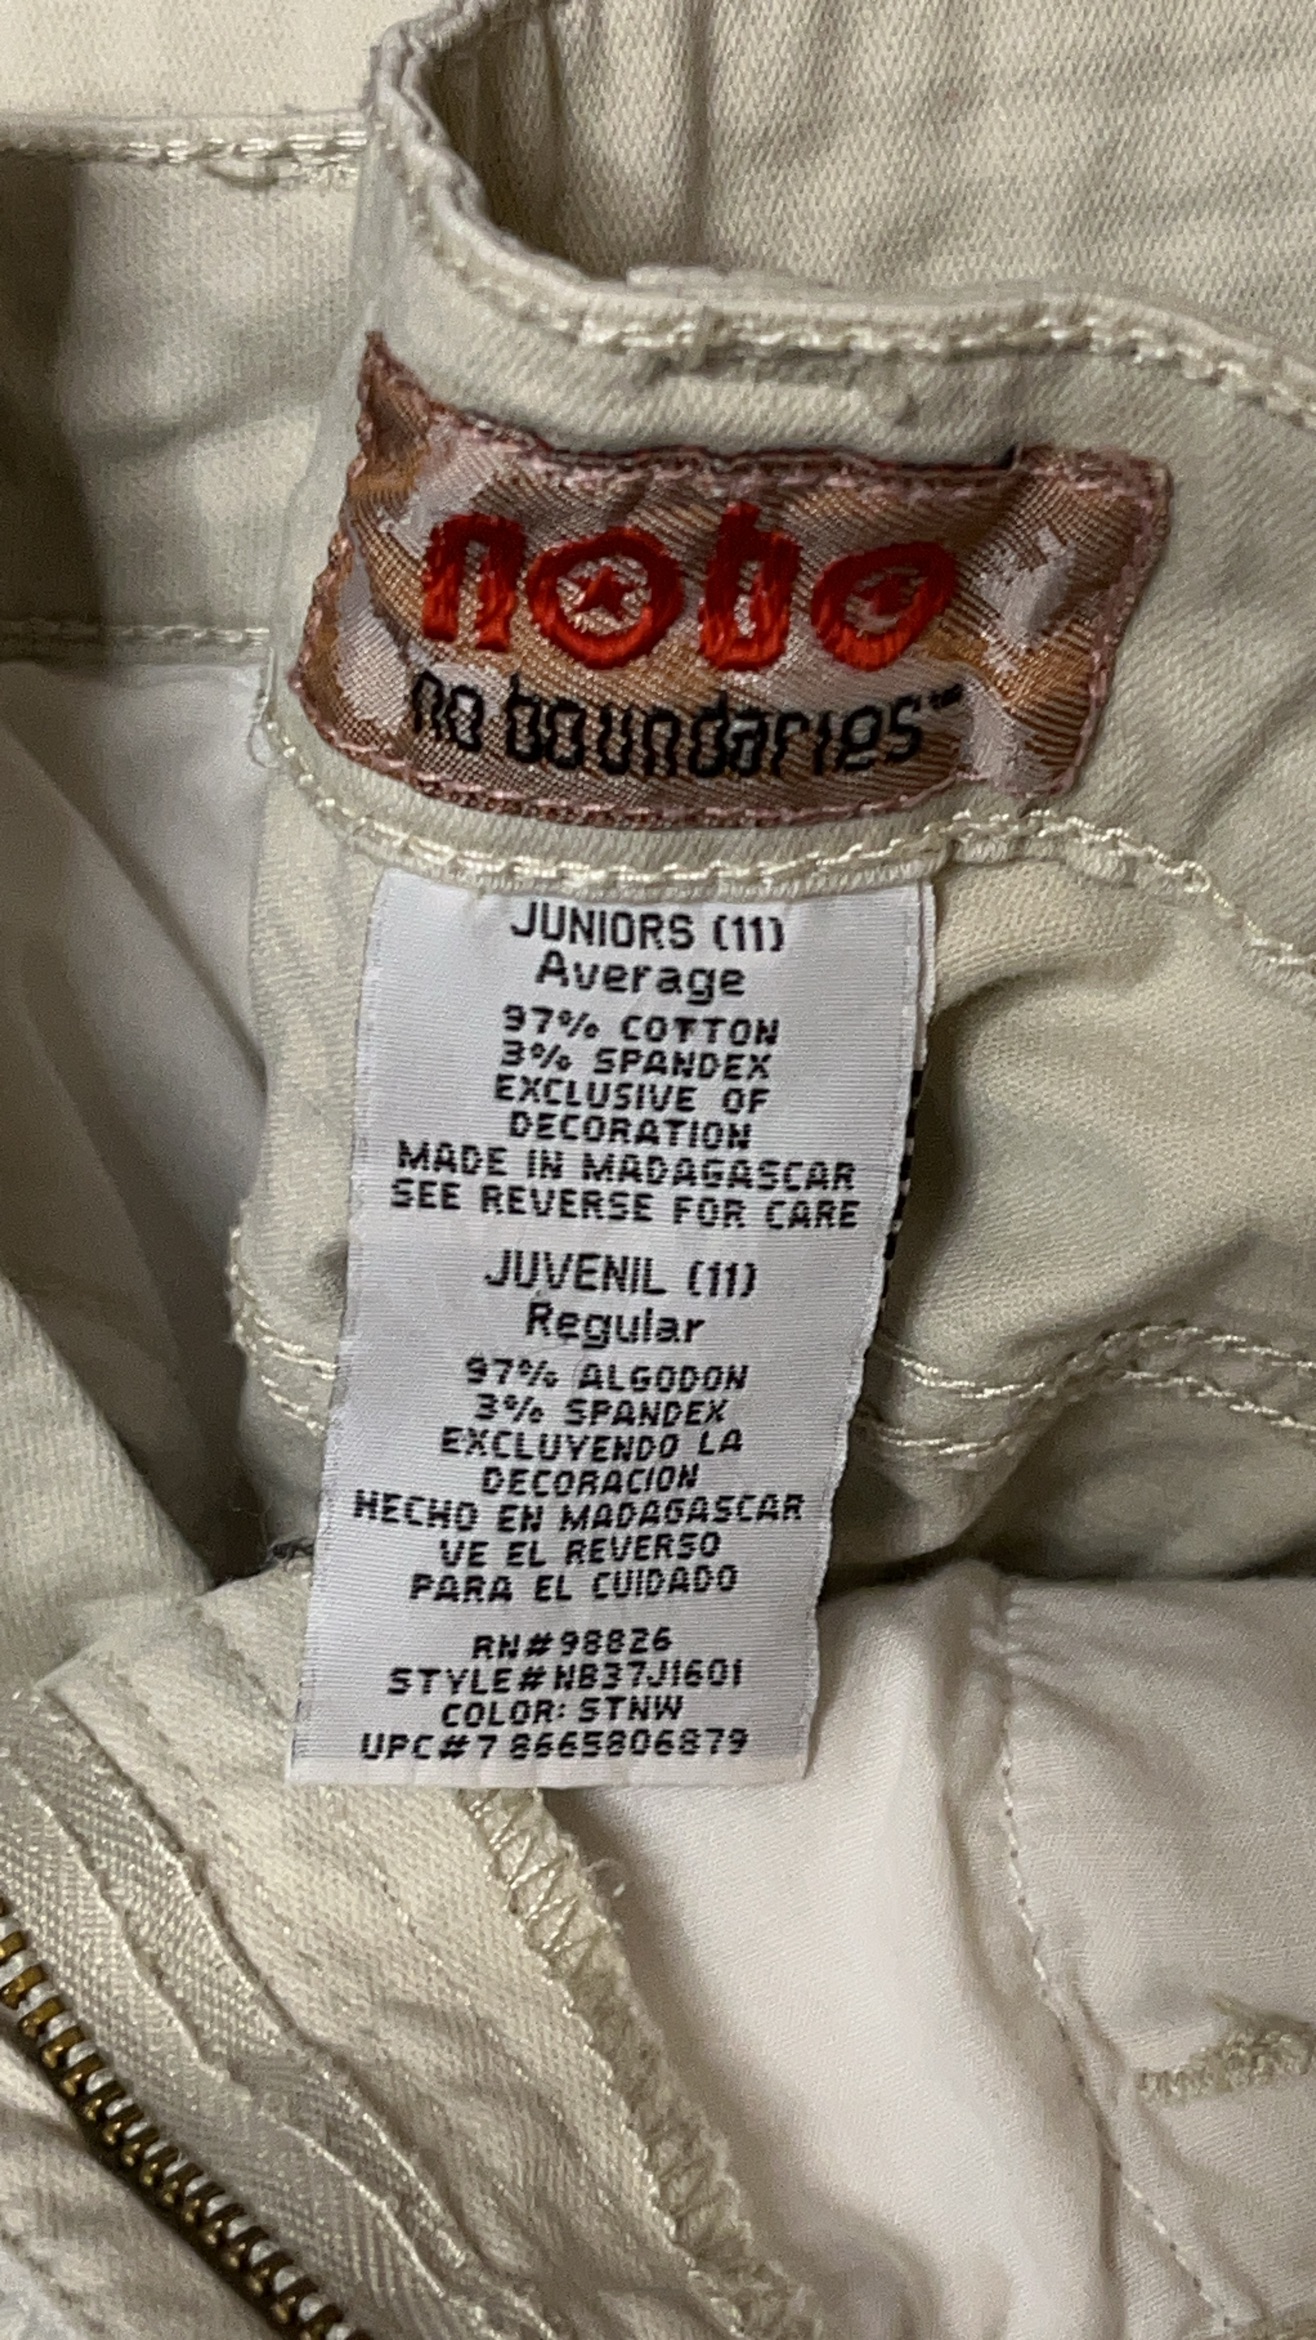 nobo
no boundaries™
JUNIORS (11)
Average
97% COTTON
3% SPANDEX
EXCLUSIVE OF
DECORATION
MADE IN MADAGASCAR
SEE REVERSE FOR CARE
JUVENIL (11)
Regular
97% ALGODON
3% SPANDEX
EXCLUYENDO LA
DECORACION
HECHO EN MADAGASCAR
VE EL REVERSO
PARA EL CUIDADO
RN#98826
STYLE#NB37J1601
COLOR: STNW
UPC#7 8665806879